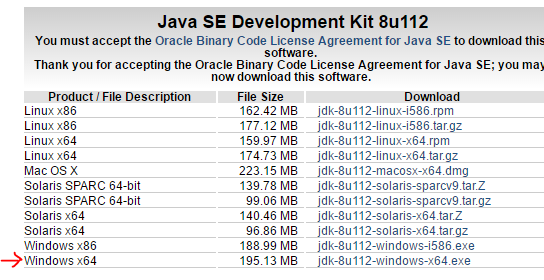 Java SE Development Kit 8u112
You must accept the Oracle Binary Code License Agreement for Java SE to download this
software.
Thank you for accepting the Oracle Binary Code License Agreement for Java SE; you may
now download this software.
Product / File Description File Size Download
Linux x86 162.42 MB jdk-8u112-linux-i586.rpm
Linux x86 177.12 MB jdk-8u112-linux-i586.tar.gz
Linux x64 159.97 MB jdk-8u112-linux-x64.rpm
Linux x64 174.73 MB jdk-8u112-linux-x64.tar.gz
Mac OS X 223.15 MB jdk-8u112-macosx-x64.dmg
Solaris SPARC 64-bit 139.78 MB jdk-8u112-solaris-sparcv9.tar.Z
Solaris SPARC 64-bit 99.06 MB jdk-8u112-solaris-sparcv9.tar.gz
Solaris x64 140.46 MB jdk-8u112-solaris-x64.tar.Z
Solaris x64 96.86 MB jdk-8u112-solaris-x64.tar.gz
Windows x86 188.99 MB jdk-8u112-windows-i586.exe
Windows x64 195.13 MB jdk-8u112-windows-x64.exe